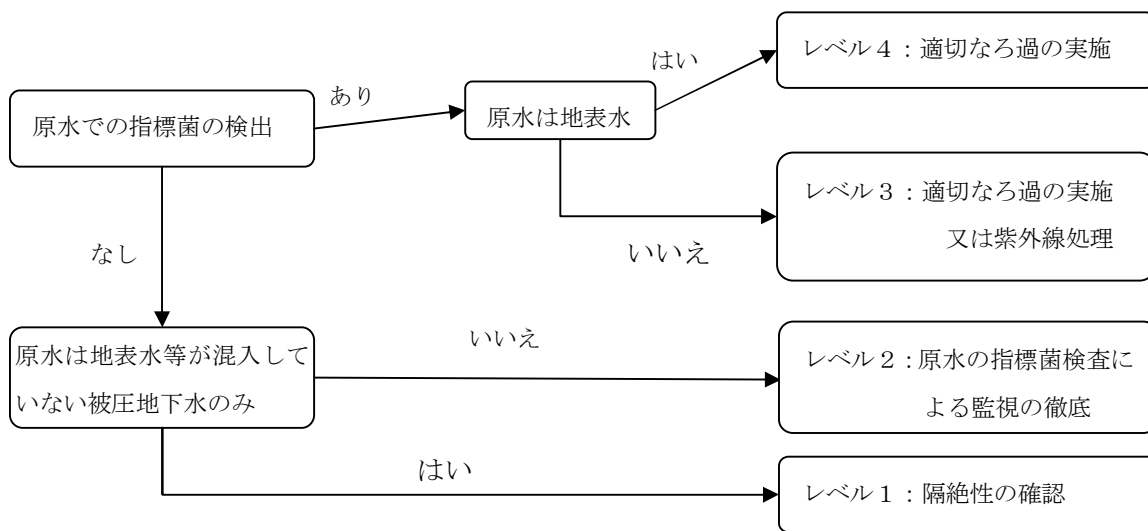 レベル４：適切なろ過の実施
はい
あり
原水での指標菌の検出
原水は地表水
レベル３：適切なろ過の実施
又は紫外線処理
いいえ
なし
原水は地表水等が混入して
いない被圧地下水のみ
いいえ
レベル２：原水の指標菌検査に
よる監視の徹底
はい
レベル１：隔絶性の確認